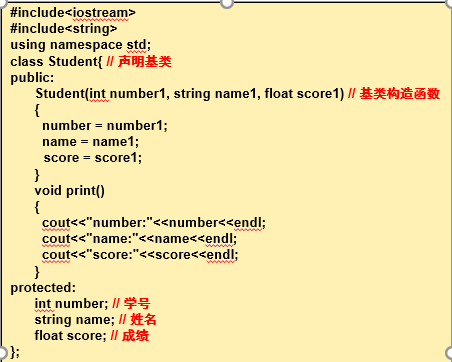 #include<iostream>
#include<string>
using namespace std;
class Student{ // 声明基类
public:
Student(int number1, string name1, float score1) // 基类构造函数
{
number = number1;
name = name1;
score = score1;
}
void print()
{
cout<<"number:"<<number<<endl;
cout<<"name:"<<name<<endl;
cout<<"score:"<<score<<endl;
}
protected:
int number; // 学号
string name; // 姓名
float score; // 成绩
};